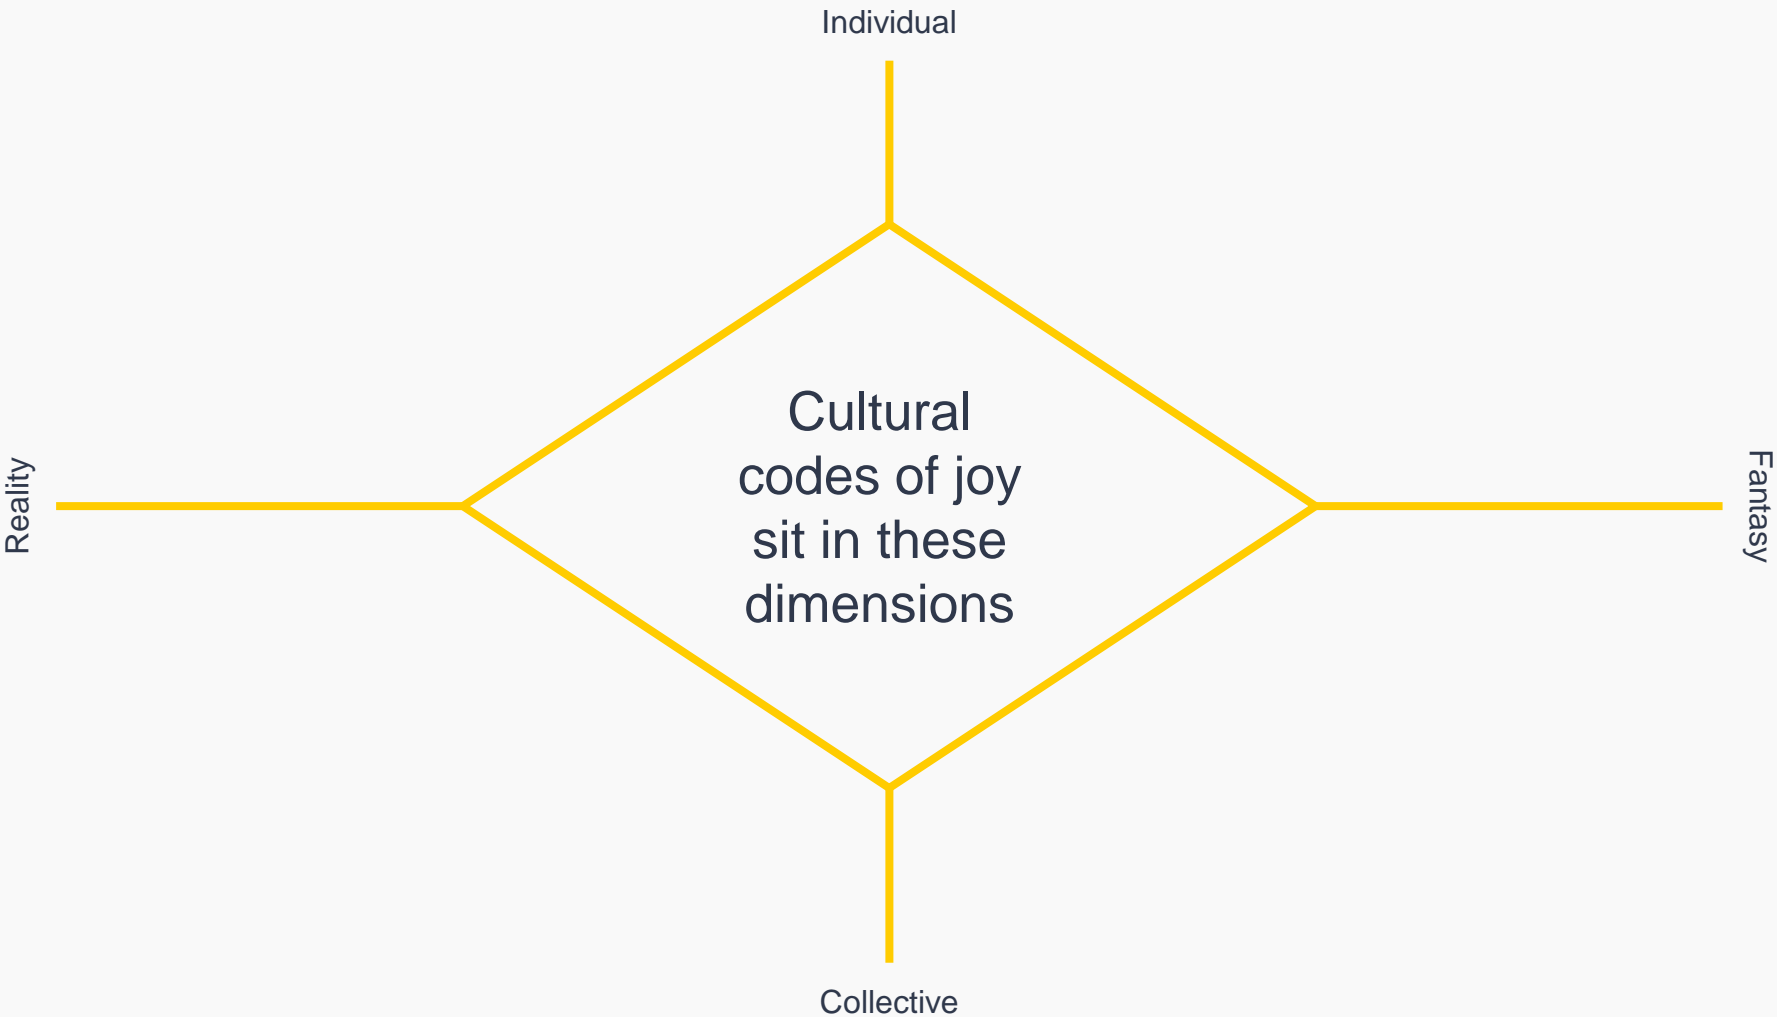 Individual
Reality
Cultural
codes of joy
sit in these
dimensions
Fantasy
Collective